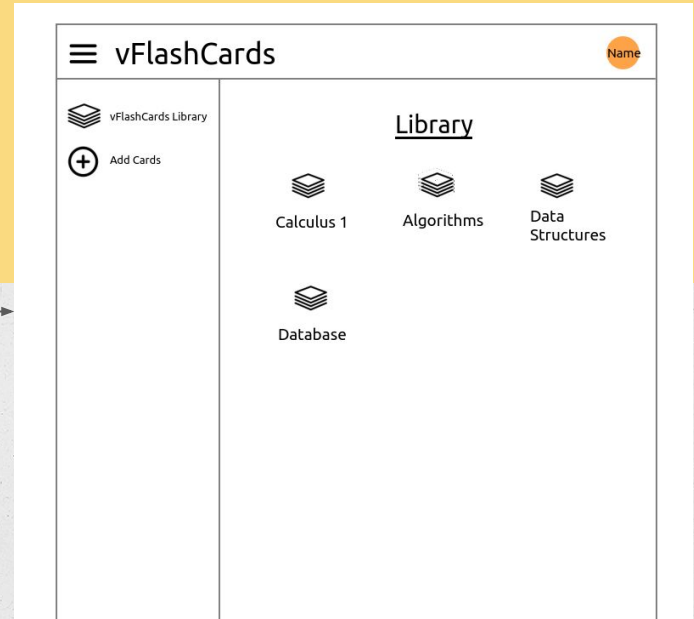 vFlashCards
Name
vFlashCards Library
Add Cards
Library
Calculus 1
Algorithms
Data
Structures
Database